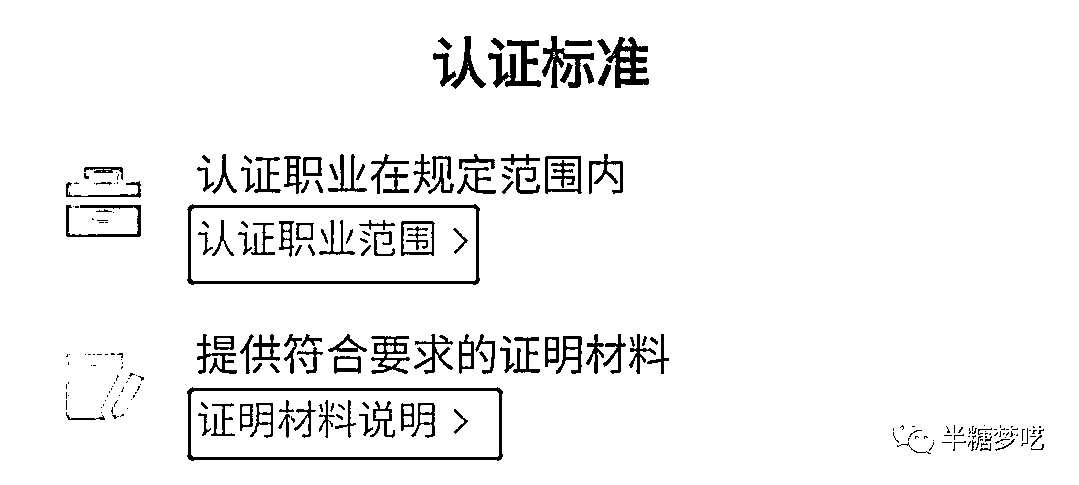 认证标准
认证职业在规定范围内
认证职业范围 >
提供符合要求的证明材料
证明材料说明 >
半糖梦呓